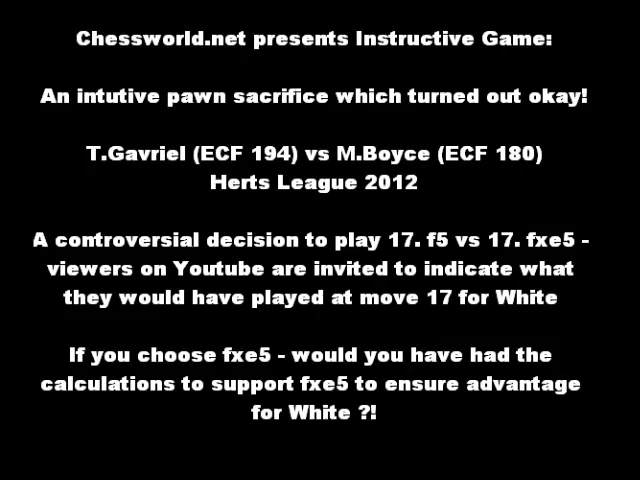 Chessworld.net presents Instructive Game:
An intutive pawn sacrifice which turned out okay!
T.Gavriel (ECF 194) vs M.Boyce (ECF 180)
Herts League 2012
A controversial decision to play 17. f5 vs 17. fxe5 -
viewers on Youtube are invited to indicate what
they would have played at move 17 for White
If you choose fxe5 - would you have had the
calculations to support fxe5 to ensure advantage
for White ?!